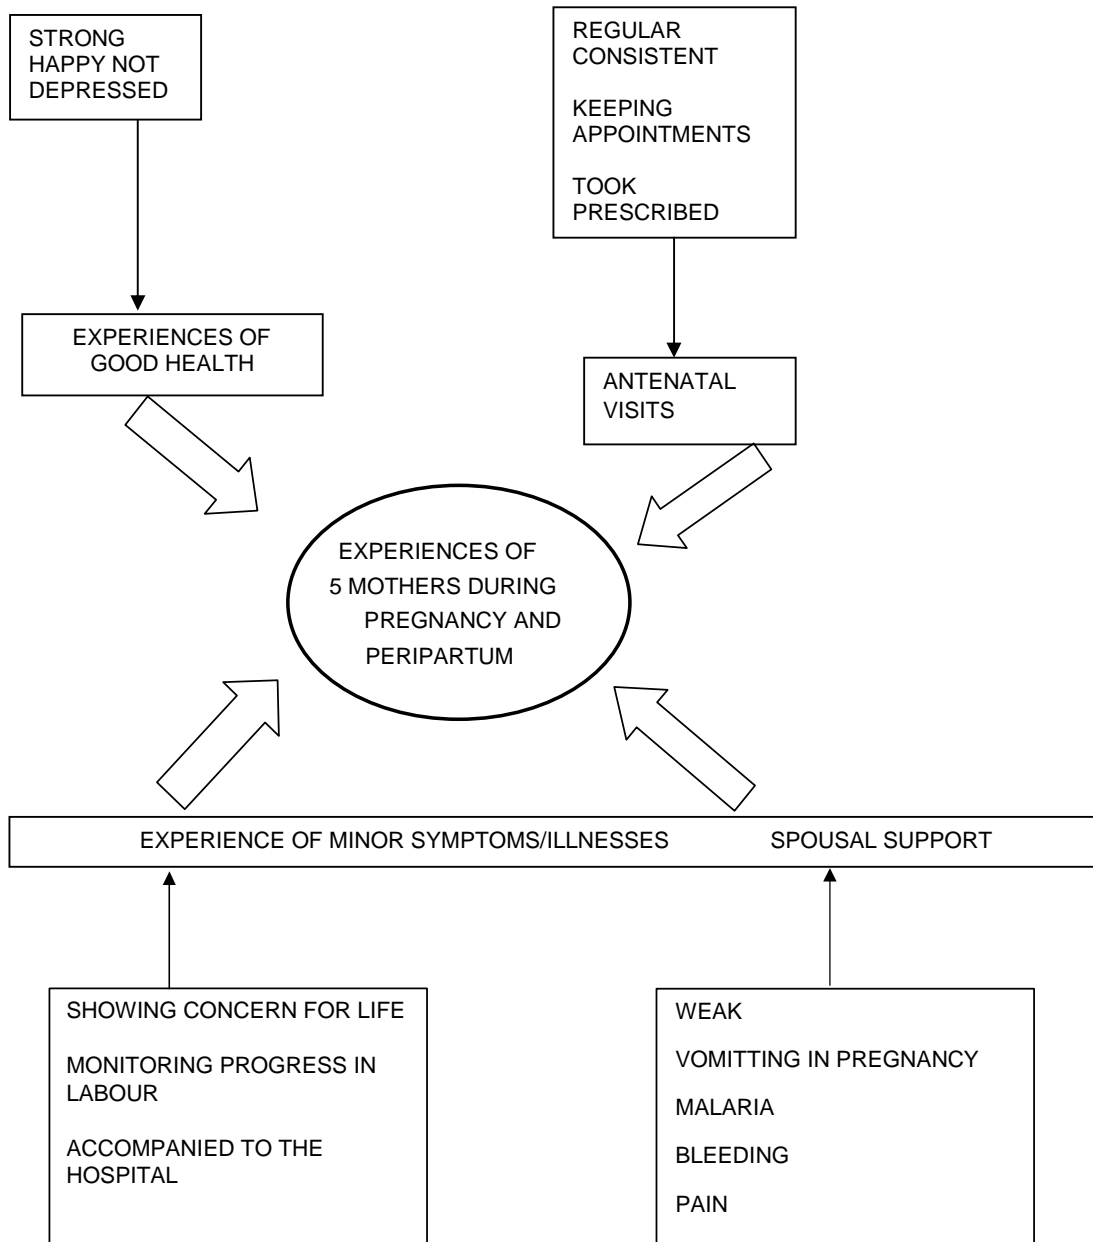 STRONG
HAPPY NOT
DEPRESSED
REGULAR
CONSISTENT
KEEPING
APPOINTMENTS
TOOK
PRESCRIBED
EXPERIENCES OF
GOOD HEALTH
ANTENATAL
VISITS
EXPERIENCES OF
5 MOTHERS DURING
PREGNANCY AND
PERIPARTUM
EXPERIENCE OF MINOR SYMPTOMS/ILLNESSES
SPOUSAL SUPPORT
SHOWING CONCERN FOR LIFE
MONITORING PROGRESS IN
LABOUR
ACCOMPANIED TO THE
HOSPITAL
WEAK
VOMITTING IN PREGNANCY
MALARIA
BLEEDING
PAIN